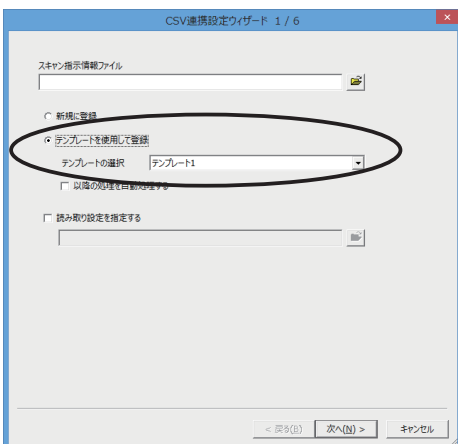 CSV連携設定ウィザード 1 / 6
スキャン指示情報ファイル
新規に登録
テンプレートを使用して登録
テンプレートの選択 テンプレート1
以降の処理を自動処理する
読み取り設定を指定する
< 戻る(B) 次へ(N) > キャンセル